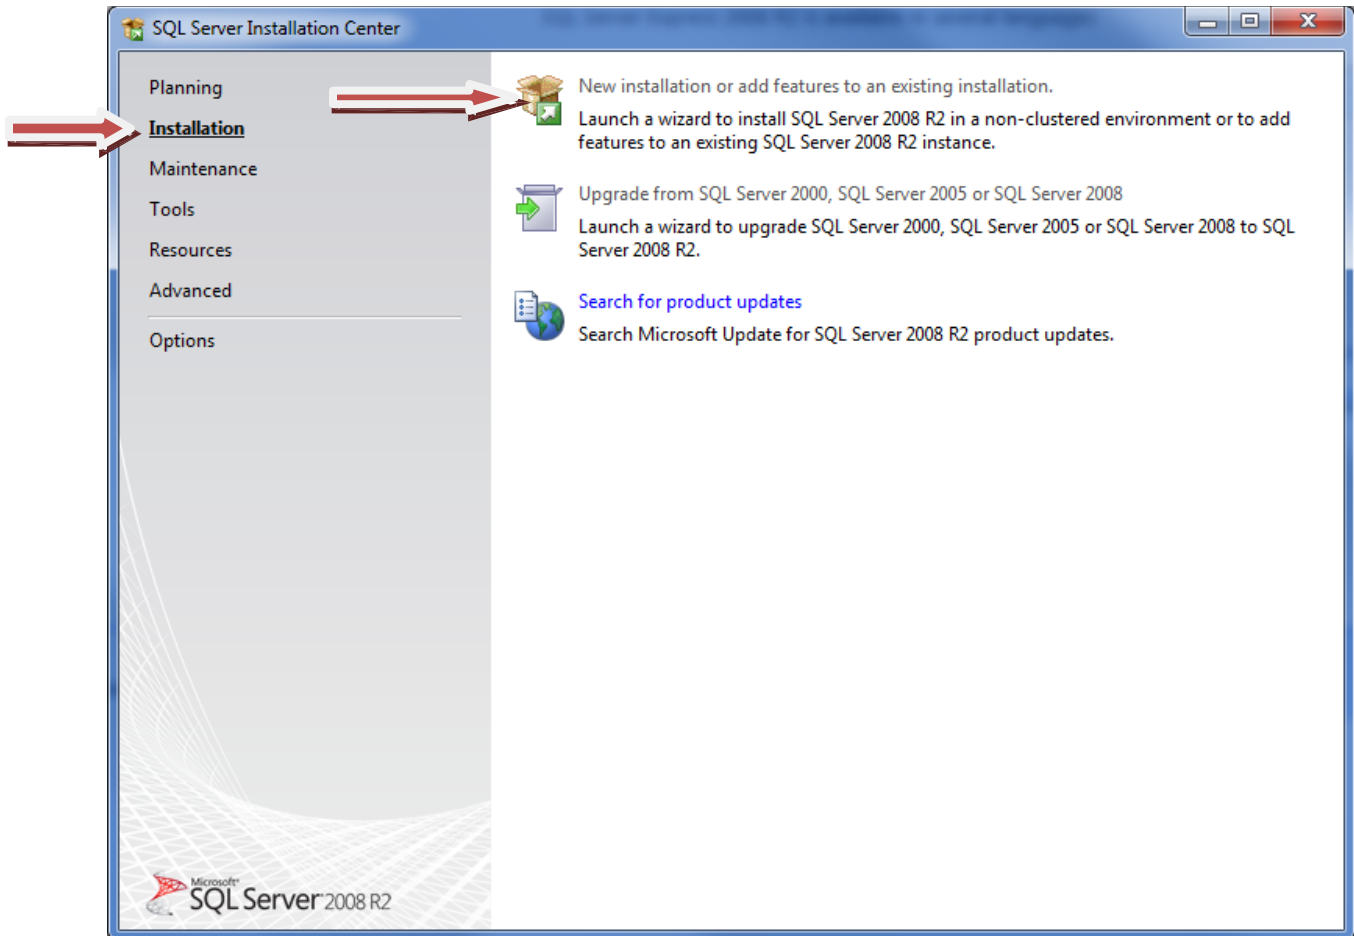 SQL Server Installation Center
Planning
Installation
Maintenance
Tools
Resources
Advanced
Options
New installation or add features to an existing installation.
Launch a wizard to install SQL Server 2008 R2 in a non-clustered environment or to add
features to an existing SQL Server 2008 R2 instance.
Upgrade from SQL Server 2000, SQL Server 2005 or SQL Server 2008
Launch a wizard to upgrade SQL Server 2000, SQL Server 2005 or SQL Server 2008 to SQL
Server 2008 R2.
Search for product updates
Search Microsoft Update for SQL Server 2008 R2 product updates.
Microsoft®
SQL Server® 2008 R2